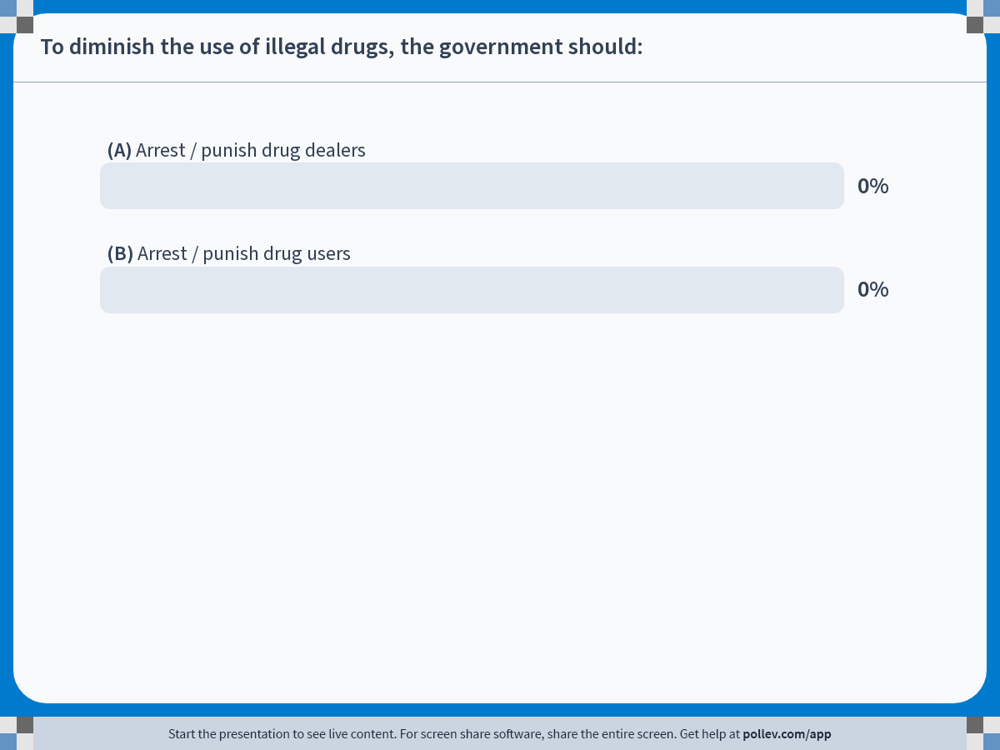 To diminish the use of illegal drugs, the government should:
(A) Arrest / punish drug dealers
0%
(B) Arrest / punish drug users
0%
Start the presentation to see live content. For screen share software, share the entire screen. Get help at pollev.com/app